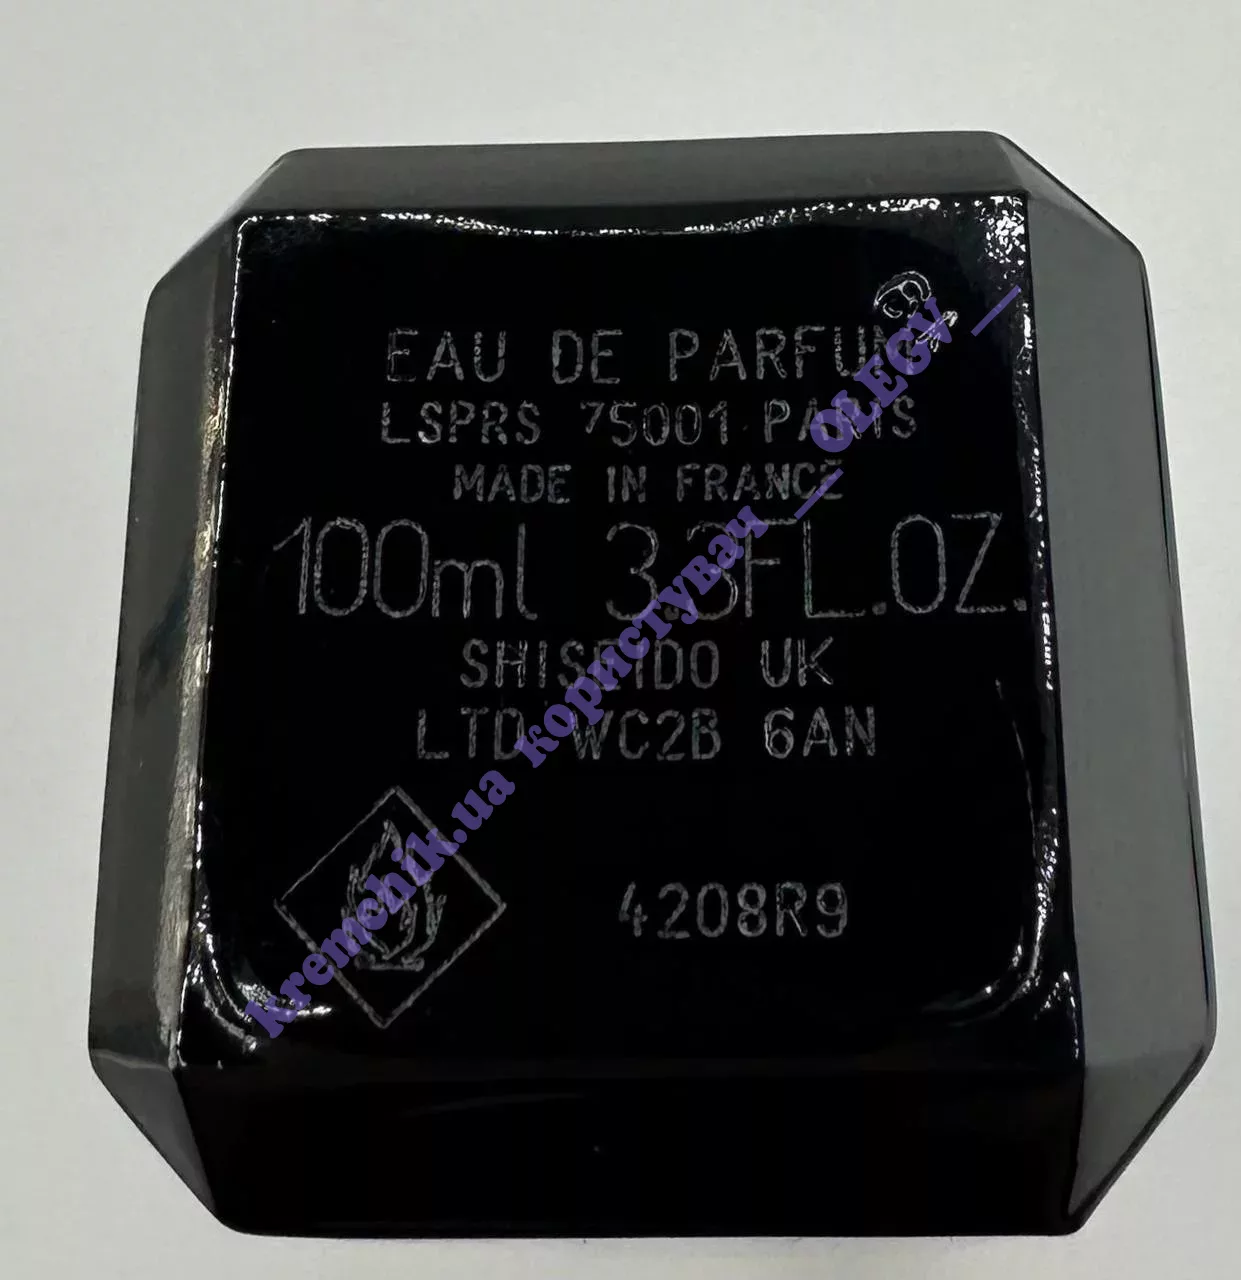 EAU DE PARFUM
LSPRS 75001 PARIS
MADE IN FRANCE
100ml 3.3FL.OZ.
SHISEIDO UK
LTD WC2B 6AN
4208R9
kremchik.ua користувач __OLEGV__